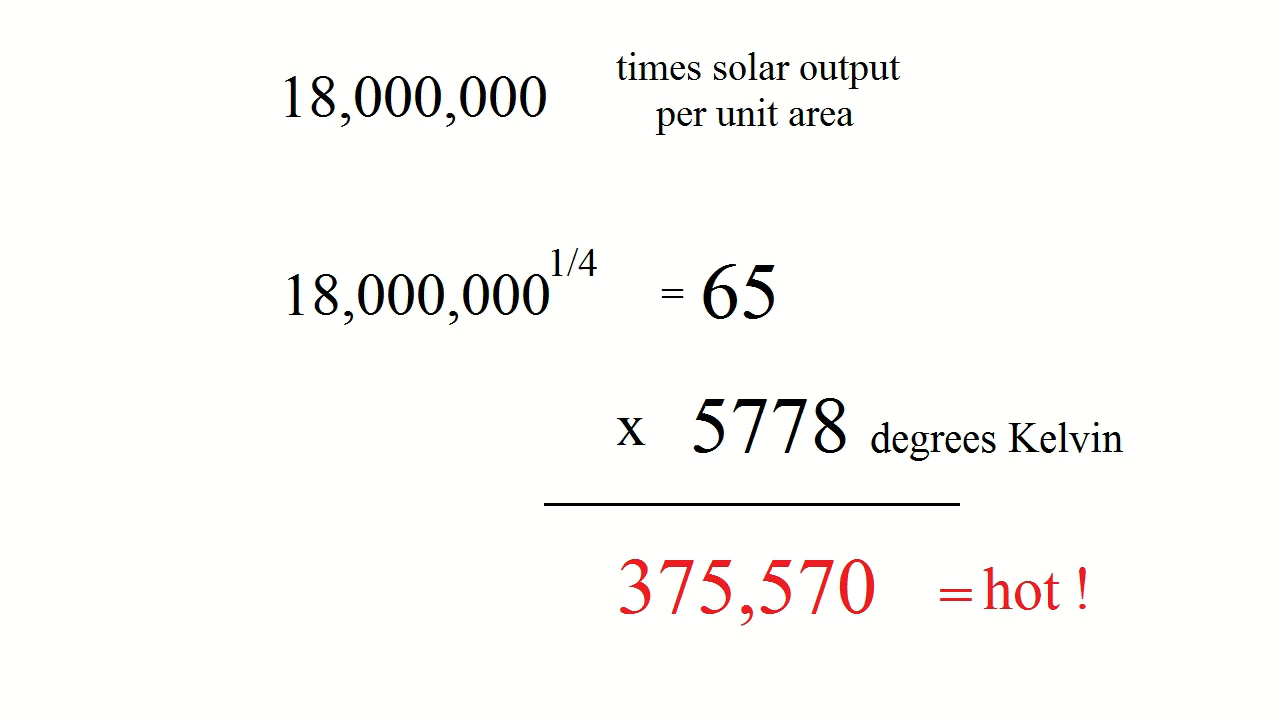 18,000,000 times solar output
per unit area
18,000,000^1/4 = 65
x 5778 degrees Kelvin
375,570 = hot !